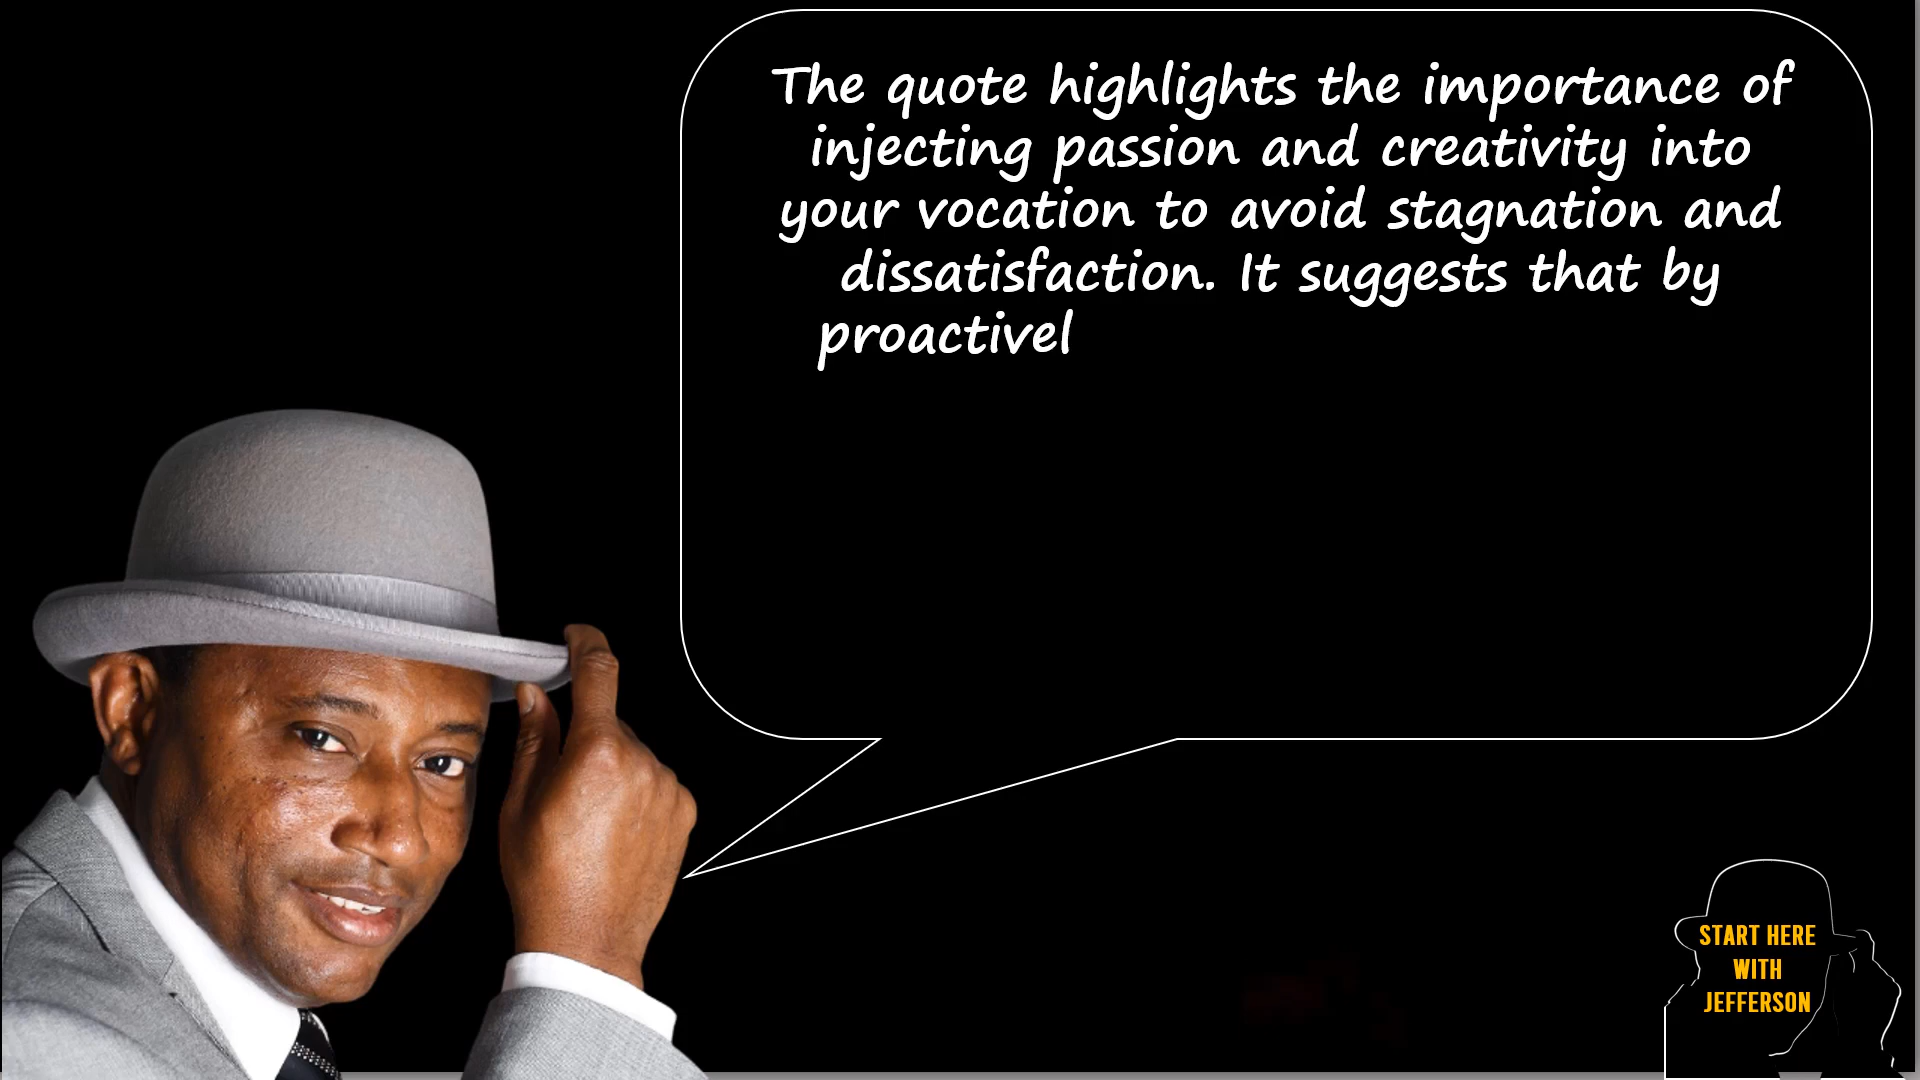 The quote highlights the importance of
injecting passion and creativity into
your vocation to avoid stagnation and
dissatisfaction. It suggests that by
proactivel
START HERE
WITH
JEFFERSON